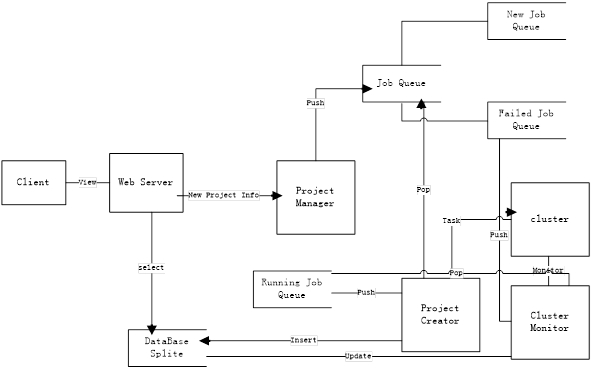 New Job
Queue
Job Queue
Push
Failed Job
Queue
Client
View
Web Server
New Project Info
Project
Manager
Pop
Task
cluster
Push
select
Running Job
Queue
Pop
Monitor
Push
Project
Creator
Cluster
Monitor
DataBase
Splite
Insert
Update